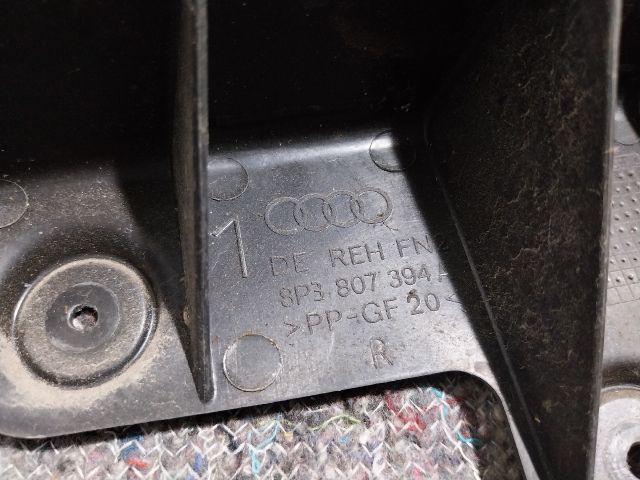 1
DE REH FN
8P3 807 394
>PP-GF 20<
R